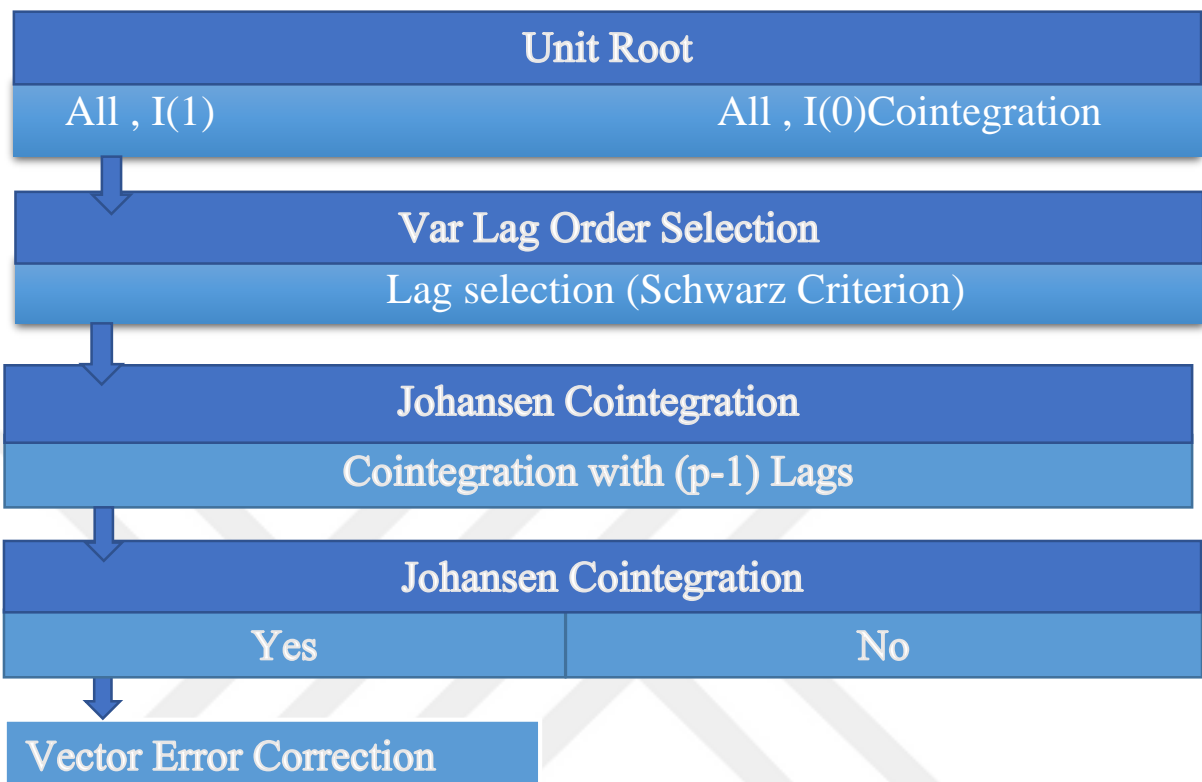 Unit Root
All , I(1) All , I(0)Cointegration
Var Lag Order Selection
Lag selection (Schwarz Criterion)
Johansen Cointegration
Cointegration with (p-1) Lags
Johansen Cointegration
Yes No
Vector Error Correction